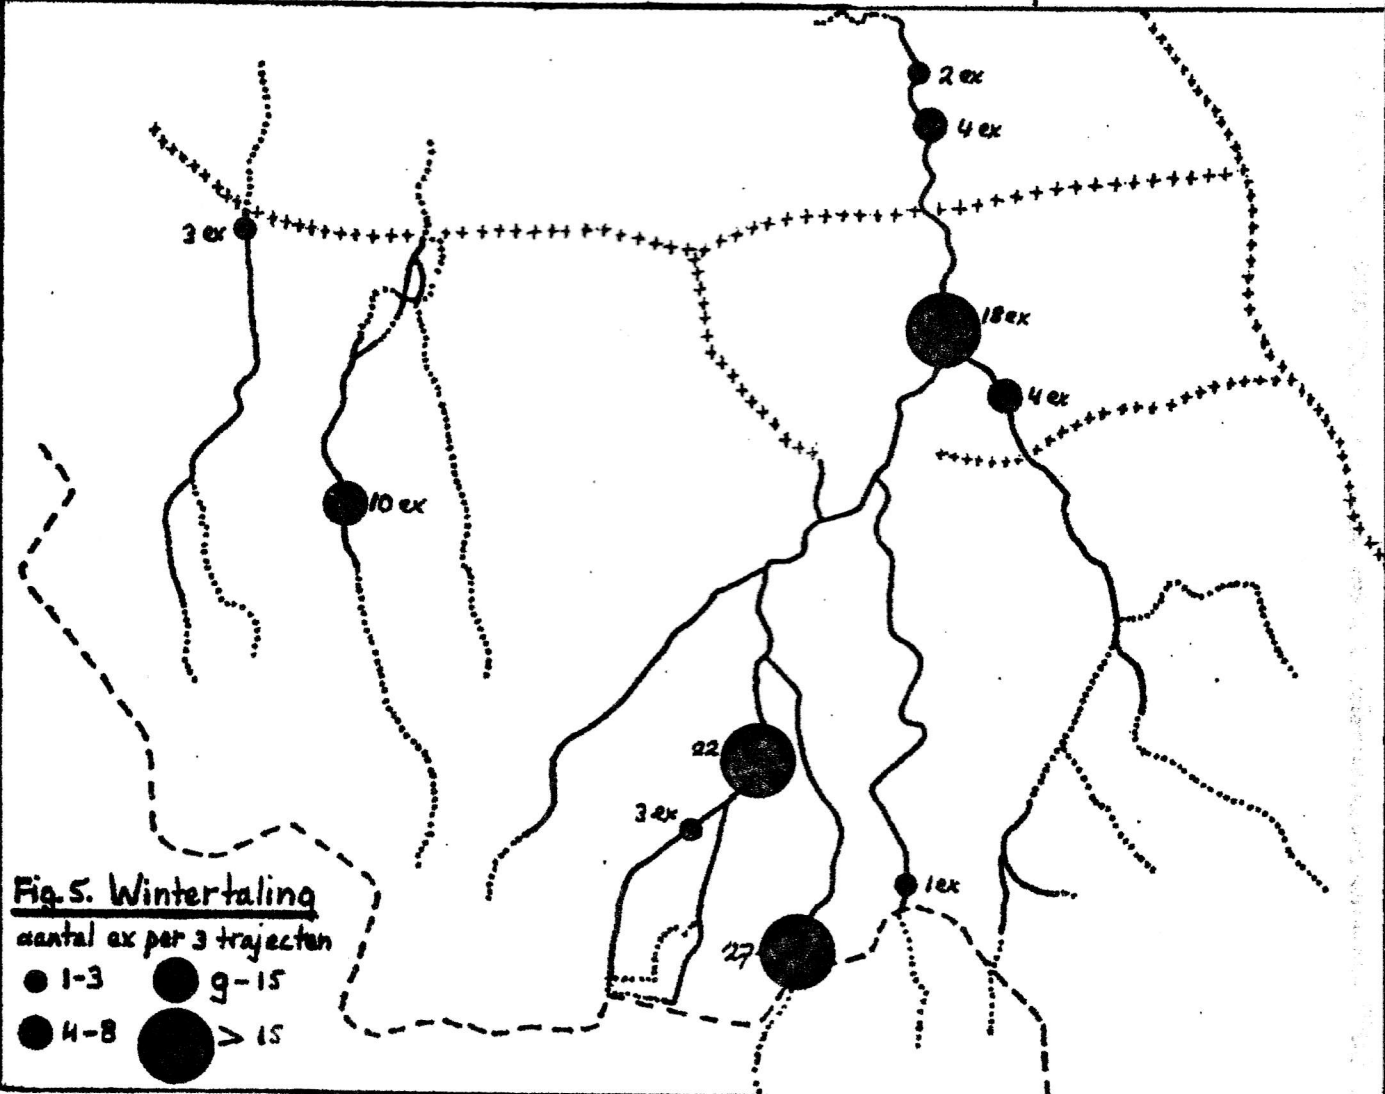 2 ex
4 ex
3 ex
18 ex
4 ex
10 ex
22
3 ex
1 ex
27
Fig. 5. Wintertaling
aantal ex per 3 trajecten
1-3
9-15
4-8
> 15